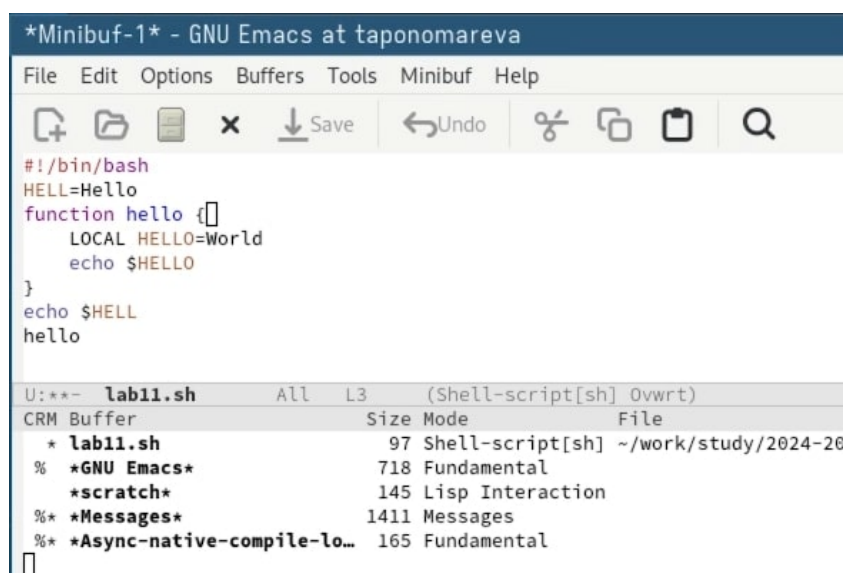 *Minibuf-1* - GNU Emacs at taponomareva
File Edit Options Buffers Tools Minibuf Help
Save Undo
#!/bin/bash
HELL=Hello
function hello {
    LOCAL HELLO=World
    echo $HELLO
}
echo $HELL
hello
U:**-  lab11.sh       All   L3     (Shell-script[sh] Ovwrt)
CRM Buffer                Size Mode             File
  * lab11.sh                97 Shell-script[sh] ~/work/study/2024-20
 %  *GNU Emacs*            718 Fundamental
    *scratch*              145 Lisp Interaction
 %* *Messages*            1411 Messages
 %* *Async-native-compile-lo…  165 Fundamental